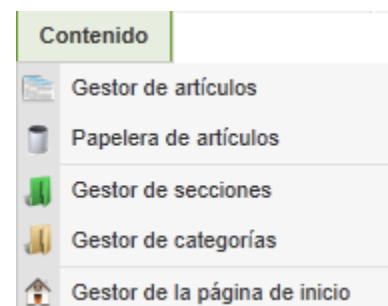 Contenido
Gestor de artículos
Papelera de artículos
Gestor de secciones
Gestor de categorías
Gestor de la página de inicio